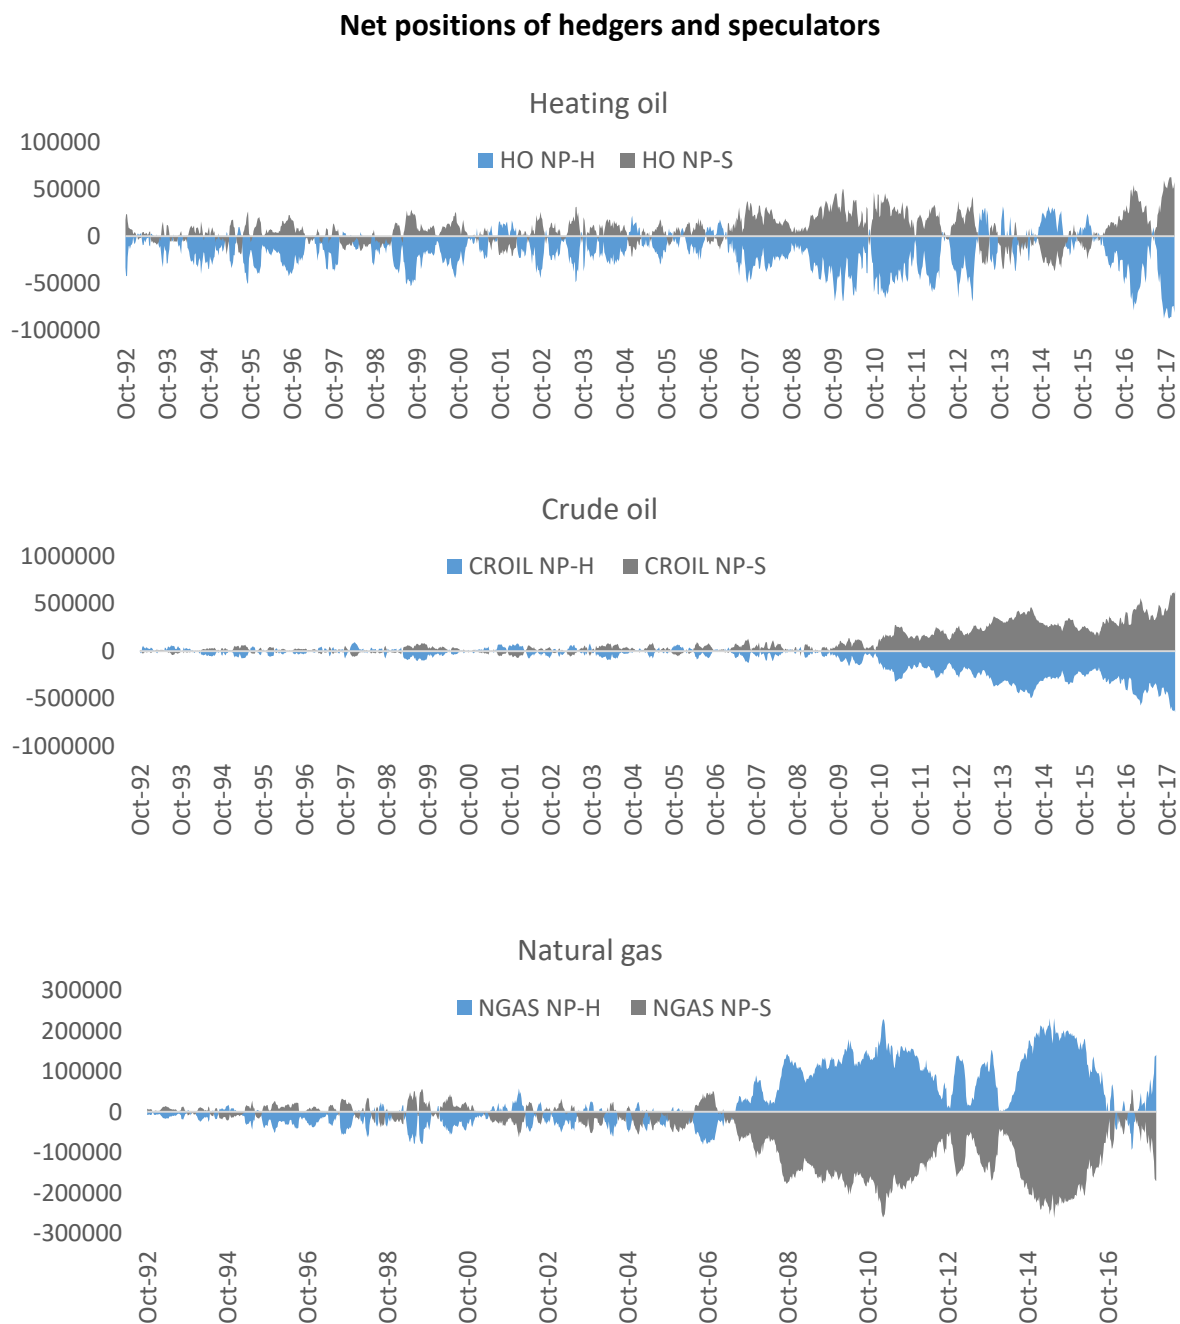 Net positions of hedgers and speculators
Heating oil
HO NP-H HO NP-S
100000
50000
0
-50000
-100000
Oct-92 Oct-93 Oct-94 Oct-95 Oct-96 Oct-97 Oct-98 Oct-99 Oct-00 Oct-01 Oct-02 Oct-03 Oct-04 Oct-05 Oct-06 Oct-07 Oct-08 Oct-09 Oct-10 Oct-11 Oct-12 Oct-13 Oct-14 Oct-15 Oct-16 Oct-17
Crude oil
CROIL NP-H CROIL NP-S
1000000
500000
0
-500000
-1000000
Oct-92 Oct-93 Oct-94 Oct-95 Oct-96 Oct-97 Oct-98 Oct-99 Oct-00 Oct-01 Oct-02 Oct-03 Oct-04 Oct-05 Oct-06 Oct-07 Oct-08 Oct-09 Oct-10 Oct-11 Oct-12 Oct-13 Oct-14 Oct-15 Oct-16 Oct-17
Natural gas
NGAS NP-H NGAS NP-S
300000
200000
100000
0
-100000
-200000
-300000
Oct-92 Oct-94 Oct-96 Oct-98 Oct-00 Oct-02 Oct-04 Oct-06 Oct-08 Oct-10 Oct-12 Oct-14 Oct-16